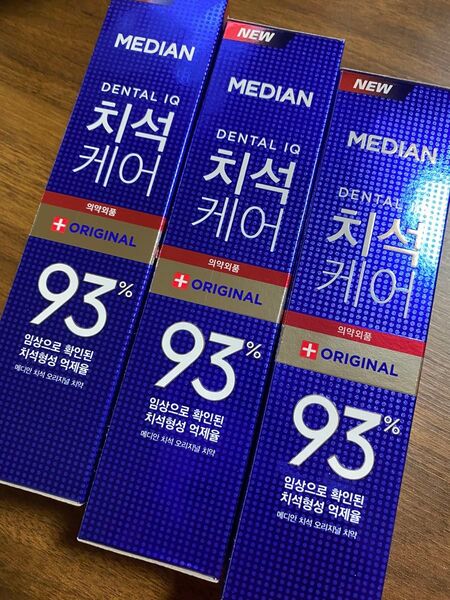 MEDIAN
DENTAL IQ
치석
케어
의약외품
ORIGINAL
93%
임상으로 확인된
치석형성 억제율
메디안 치석 오리지널 치약
NEW
MEDIAN
DENTAL IQ
치석
케어
의약외품
ORIGINAL
93%
임상으로 확인된
치석형성 억제율
메디안 치석 오리지널 치약
NEW
MEDIAN
DENTAL IQ
치석
케어
의약외품
ORIGINAL
93%
임상으로 확인된
치석형성 억제율
메디안 치석 오리지널 치약